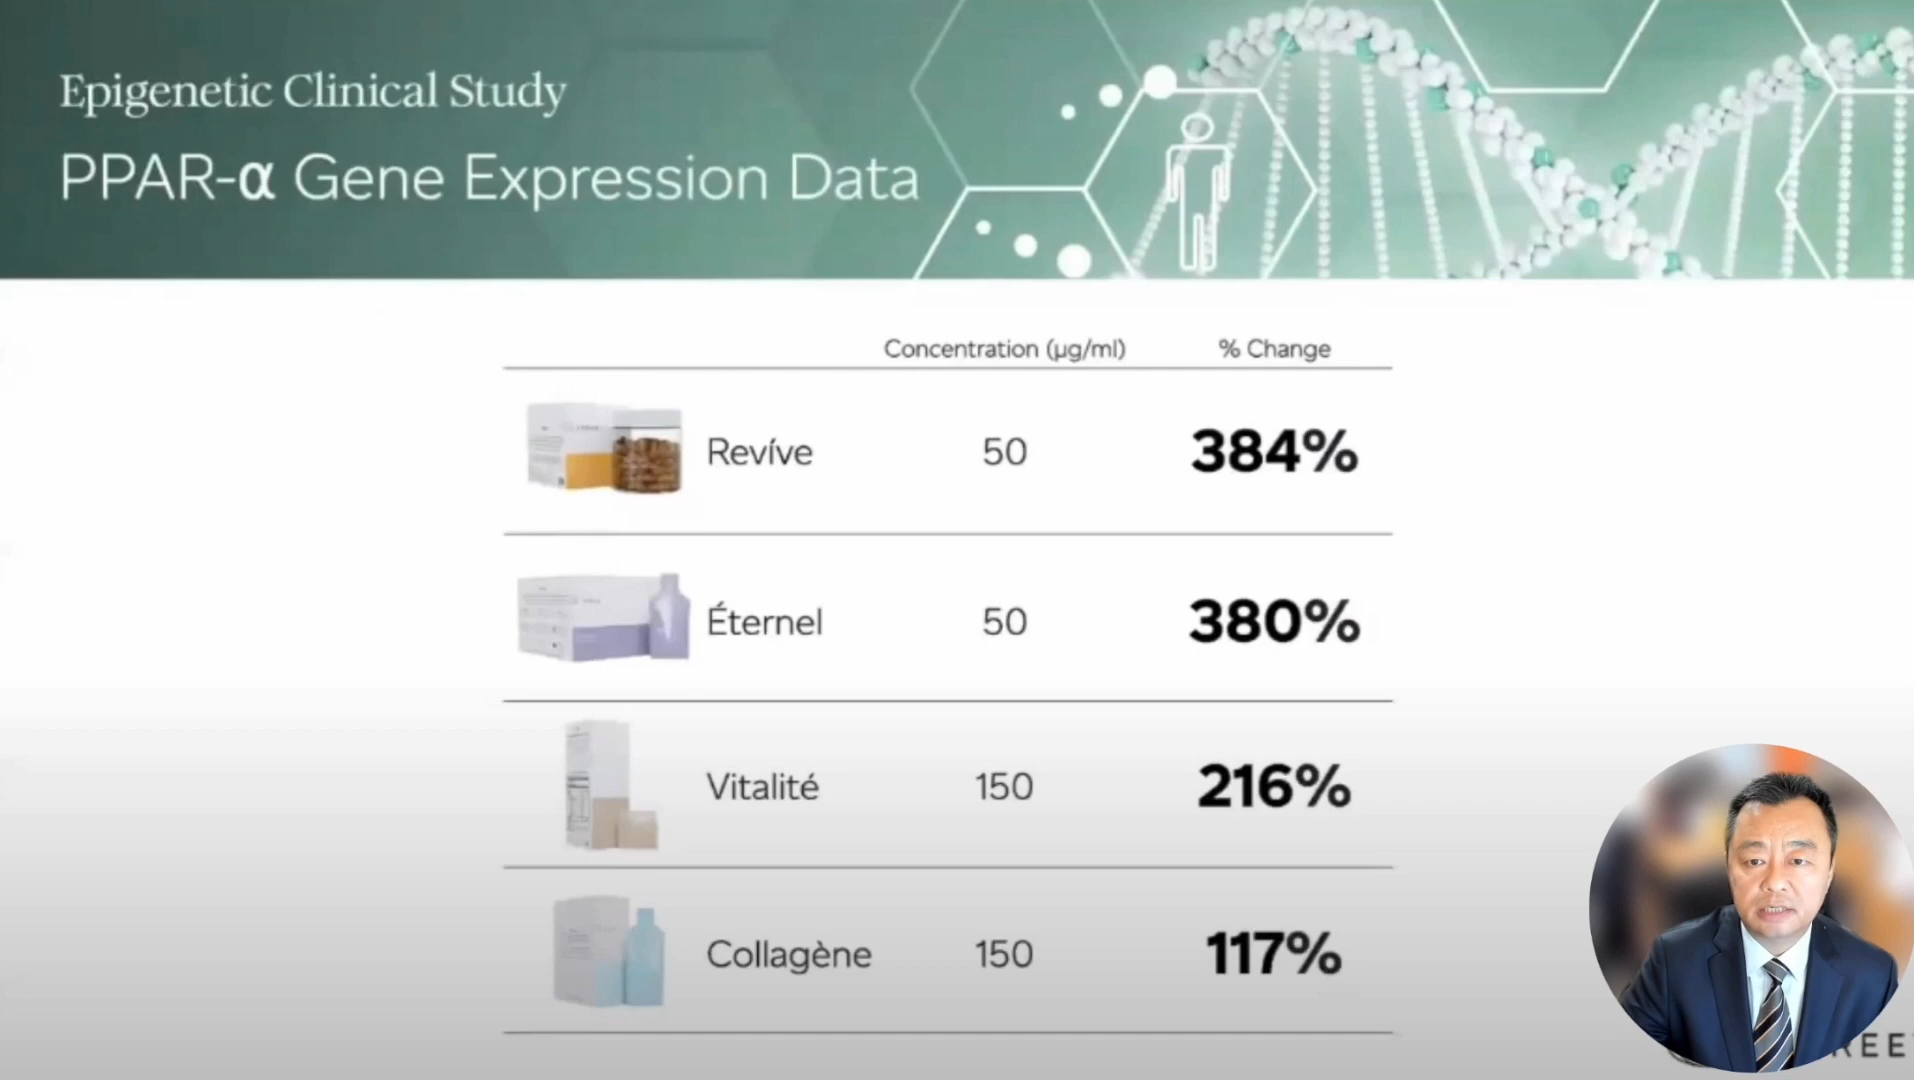 Epigenetic Clinical Study
PPAR-α Gene Expression Data
Concentration (µg/ml) % Change
Revíve 50 384%
Éternel 50 380%
Vitalité 150 216%
Collagène 150 117%